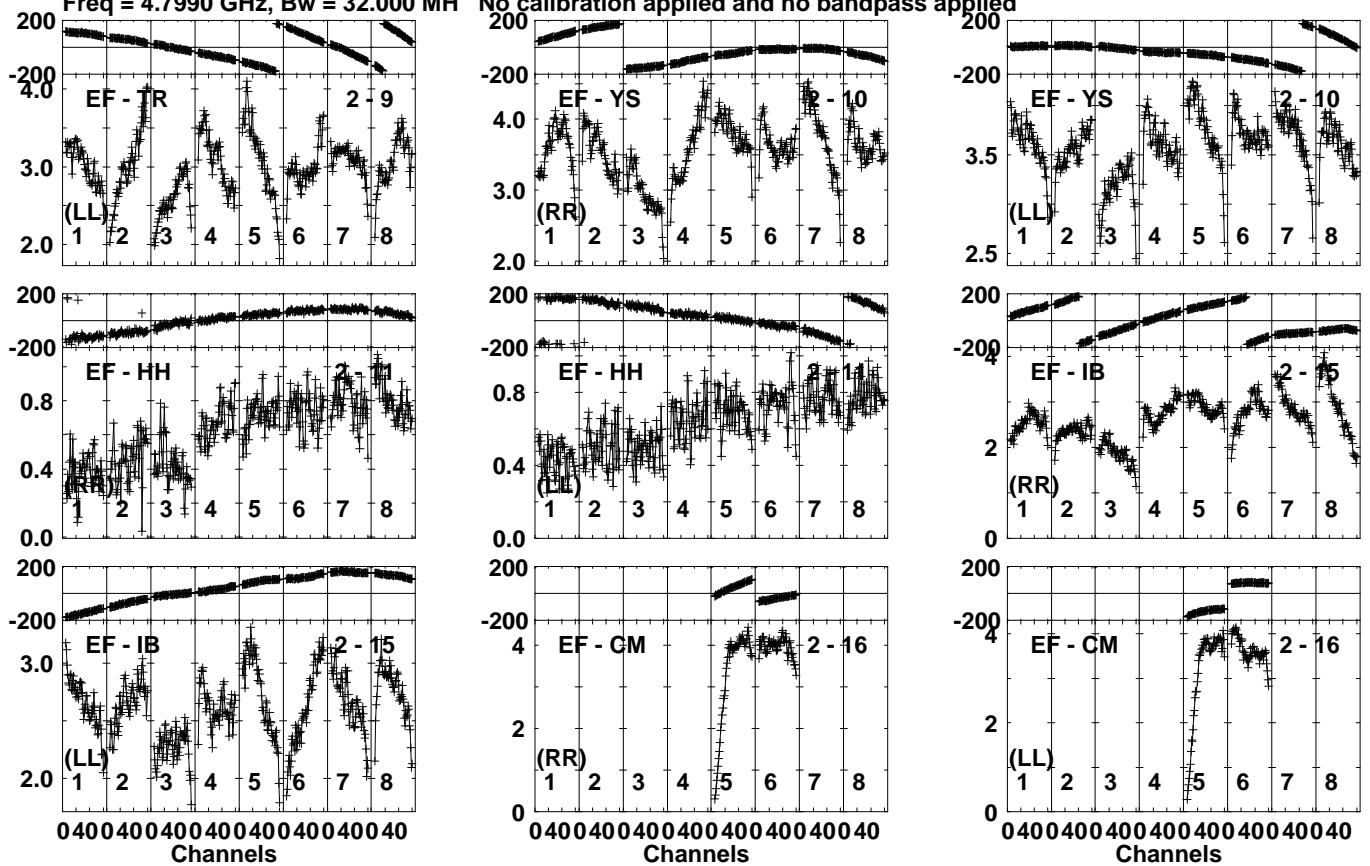 Freq = 4.7990 GHz, Bw = 32.000 MH No calibration applied and no bandpass applied
200 200 200
-200 -200 -200
EF - TR 2 - 9 EF - YS 2 - 10 EF - YS 2 - 10
4.0 4.0
3.0 3.0 3.5
(LL) (RR) (LL)
1 2 3 4 5 6 7 8 1 2 3 4 5 6 7 8 1 2 3 4 5 6 7 8
2.0 2.0 2.5
200 200 200
-200 -200 -200
4
EF - HH 2 - 11 EF - HH 2 - 11 EF - IB 2 - 15
0.8 0.8
0.4 0.4 2
(RR) (LL) (RR)
1 2 3 4 5 6 7 8 1 2 3 4 5 6 7 8 1 2 3 4 5 6 7 8
0.0 0.0 0
200 200 200
-200 -200 -200
EF - IB 2 - 15 EF - CM 2 - 16 EF - CM 2 - 16
3.0 4 4
2 2
(LL) (RR) (LL)
2.0 1 2 3 4 5 6 7 8 1 2 3 4 5 6 7 8 1 2 3 4 5 6 7 8
0 0
0 40 0 40 0 40 0 40 0 40 0 40 0 40 0 40 0 40 0 40 0 40 0 40 0 40 0 40 0 40 0 40 0 40 0 40 0 40 0 40 0 40 0 40 0 40 0 40
Channels Channels Channels